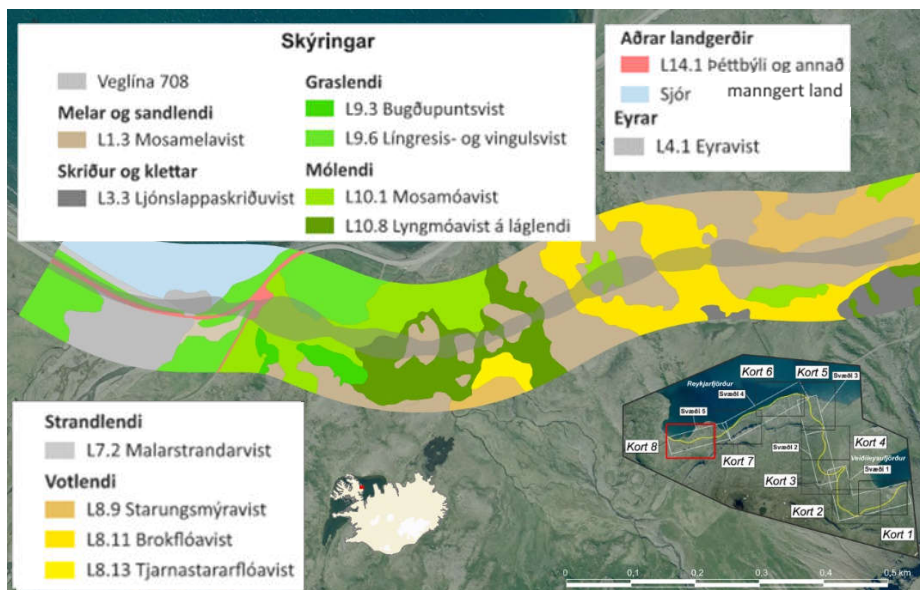 Skýringar
Veglína 708
Melar og sandlendi
L1.3 Mosamelavist
Skriður og klettar
L3.3 Ljónslappaskriðuvist
Graslendi
L9.3 Bugðupuntsvist
L9.6 Língresis- og vingulsvist
Mólendi
L10.1 Mosamóavist
L10.8 Lyngmóavist á láglendi
Aðrar landgerðir
L14.1 Þéttbýli og annað
manngert land
Sjór
Eyrar
L4.1 Eyravist
Strandlendi
L7.2 Malarstrandarvist
Votlendi
L8.9 Starungsmýravist
L8.11 Brokflóavist
L8.13 Tjarnastararflóavist
Kort 6
Kort 5
Reykjarfjörður
Svæði 3
Svæði 4
Svæði 5
Kort 8
Kort 7
Svæði 2
Kort 4
Veiðileysufjörður
Svæði 1
Kort 3
Kort 2
Kort 1
0 0,1 0,2 0,3 0,4 0,5 km